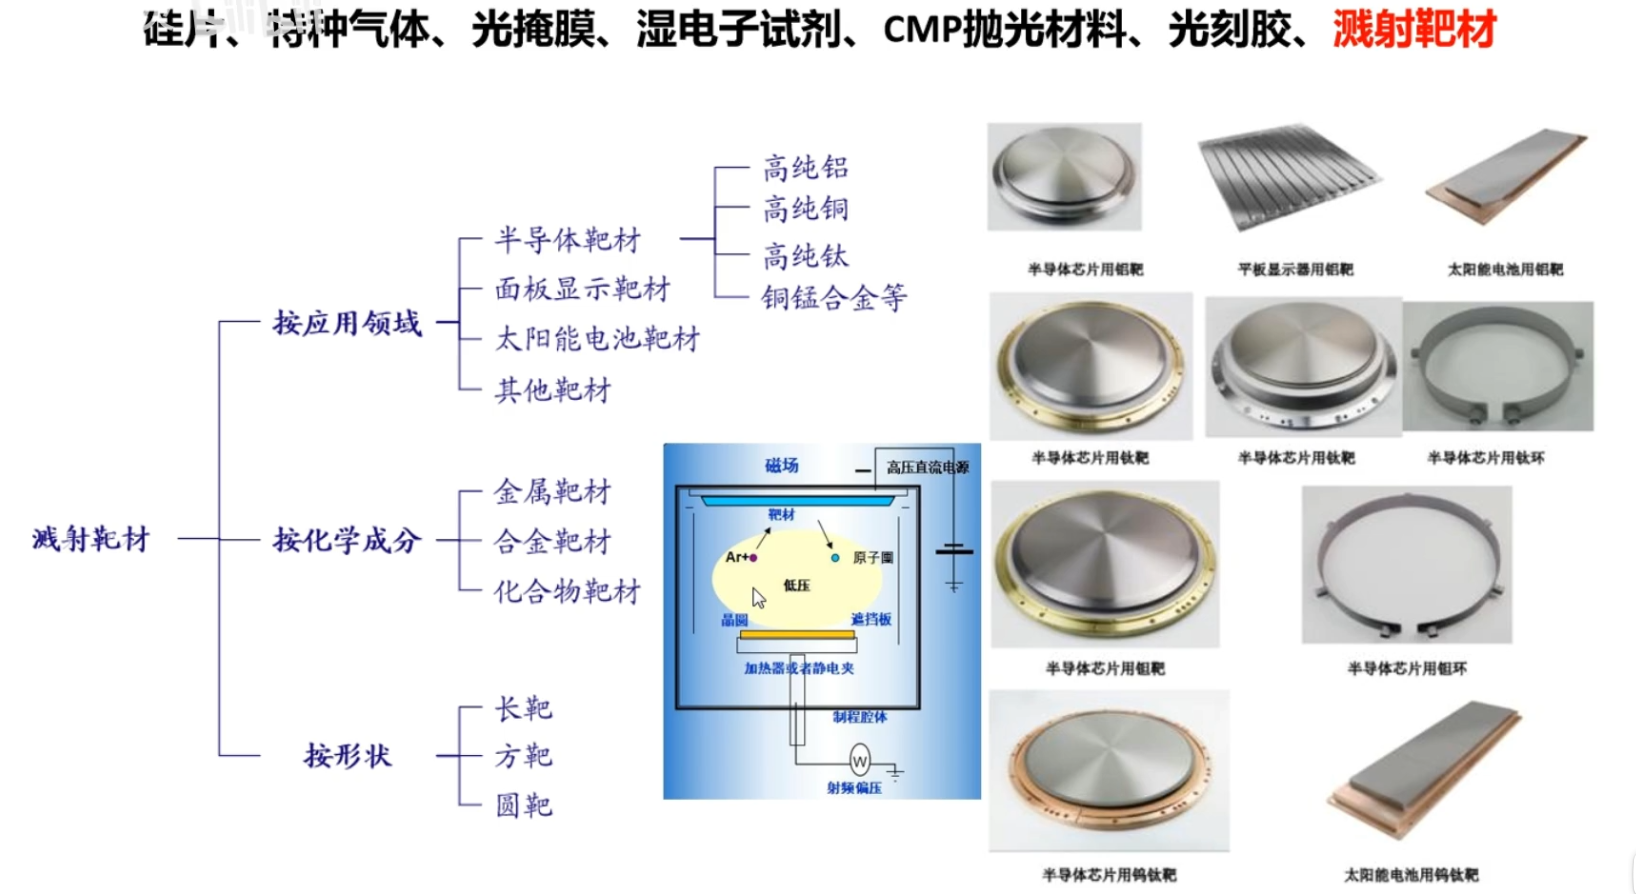 硅片、特种气体、光掩膜、湿电子试剂、CMP抛光材料、光刻胶、溅射靶材
溅射靶材
按应用领域
半导体靶材
高纯铝
高纯铜
高纯钛
铜锰合金等
面板显示靶材
太阳能电池靶材
其他靶材
按化学成分
金属靶材
合金靶材
化合物靶材
按形状
长靶
方靶
圆靶
磁场
高压直流电源
靶材
Ar+
原子團
低压
晶圆
遮挡板
加热器或者静电夹
制程腔体
W
射频偏压
半导体芯片用铝靶
平板显示器用铝靶
太阳能电池用铝靶
半导体芯片用钛靶
半导体芯片用钛靶
半导体芯片用钛环
半导体芯片用钽靶
半导体芯片用钽环
半导体芯片用钨钛靶
太阳能电池用钨钛靶